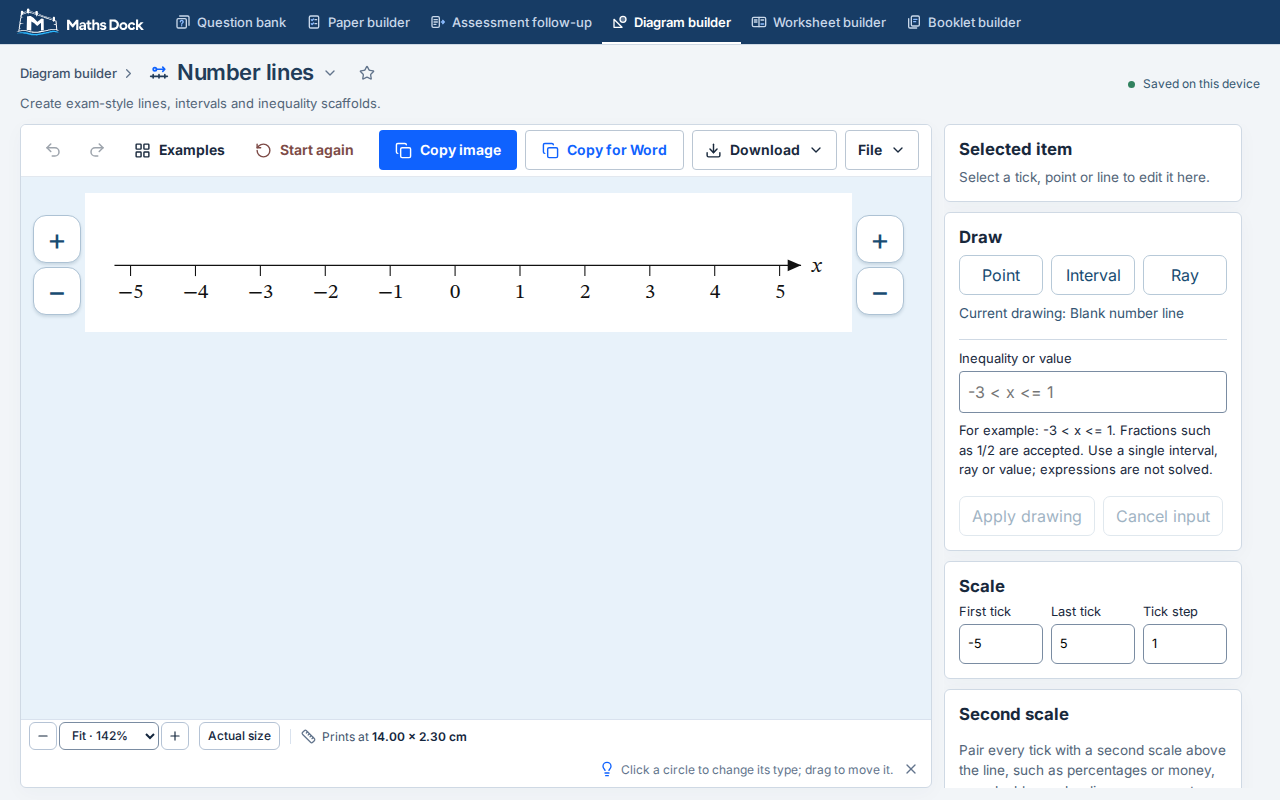 Maths Dock
Question bank
Paper builder
Assessment follow-up
Diagram builder
Worksheet builder
Booklet builder
Diagram builder
Number lines
Saved on this device
Create exam-style lines, intervals and inequality scaffolds.
Examples
Start again
Copy image
Copy for Word
Download
File
+
−
+
−
x
−5 −4 −3 −2 −1 0 1 2 3 4 5
− Fit · 142% +
Actual size
Prints at 14.00 × 2.30 cm
Click a circle to change its type; drag to move it.
Selected item
Select a tick, point or line to edit it here.
Draw
Point Interval Ray
Current drawing: Blank number line
Inequality or value
-3 < x <= 1
For example: -3 < x <= 1. Fractions such
as 1/2 are accepted. Use a single interval,
ray or value; expressions are not solved.
Apply drawing Cancel input
Scale
First tick Last tick Tick step
-5 5 1
Second scale
Pair every tick with a second scale above
the line, such as percentages or money,